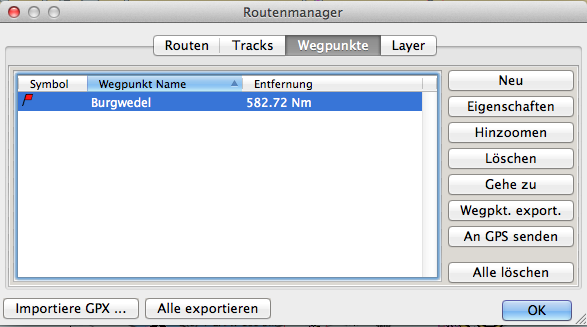 Routenmanager
Routen Tracks Wegpunkte Layer
Symbol Wegpunkt Name Entfernung
Burgwedel 582.72 Nm
Neu
Eigenschaften
Hinzoomen
Löschen
Gehe zu
Wegpkt. export.
An GPS senden
Alle löschen
Importiere GPX ... Alle exportieren OK